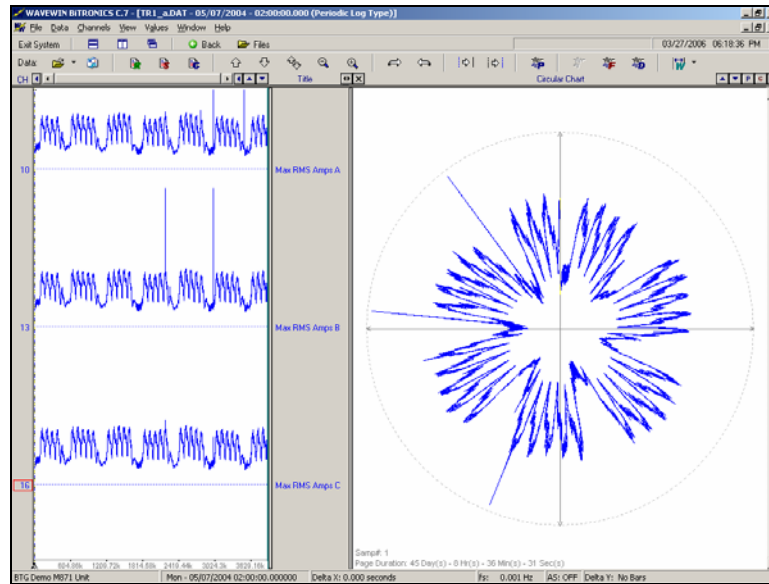 WAVEWIN BiTRONICS C.7 - [TR1_a.DAT - 05/07/2004 - 02:00:00.000 (Periodic Log Type)]
File Data Channels View Values Window Help
Exit System Back Files 03/27/2006 06:18:36 PM
Data:
CH Title Circular Chart P C
10 Max RMS Amps A
13 Max RMS Amps B
16 Max RMS Amps C
604.86k 1209.72k 1814.58k 2419.44k 3024.3k 3629.16k
Samp#: 1
Page Duration: 45 Day(s) - 0 Hr(s) - 36 Min(s) - 31 Sec(s)
BTG Demo M871 Unit Mon - 05/07/2004 02:00:00.000000 Delta X: 0.000 seconds fs: 0.001 Hz AS: OFF Delta Y: No Bars